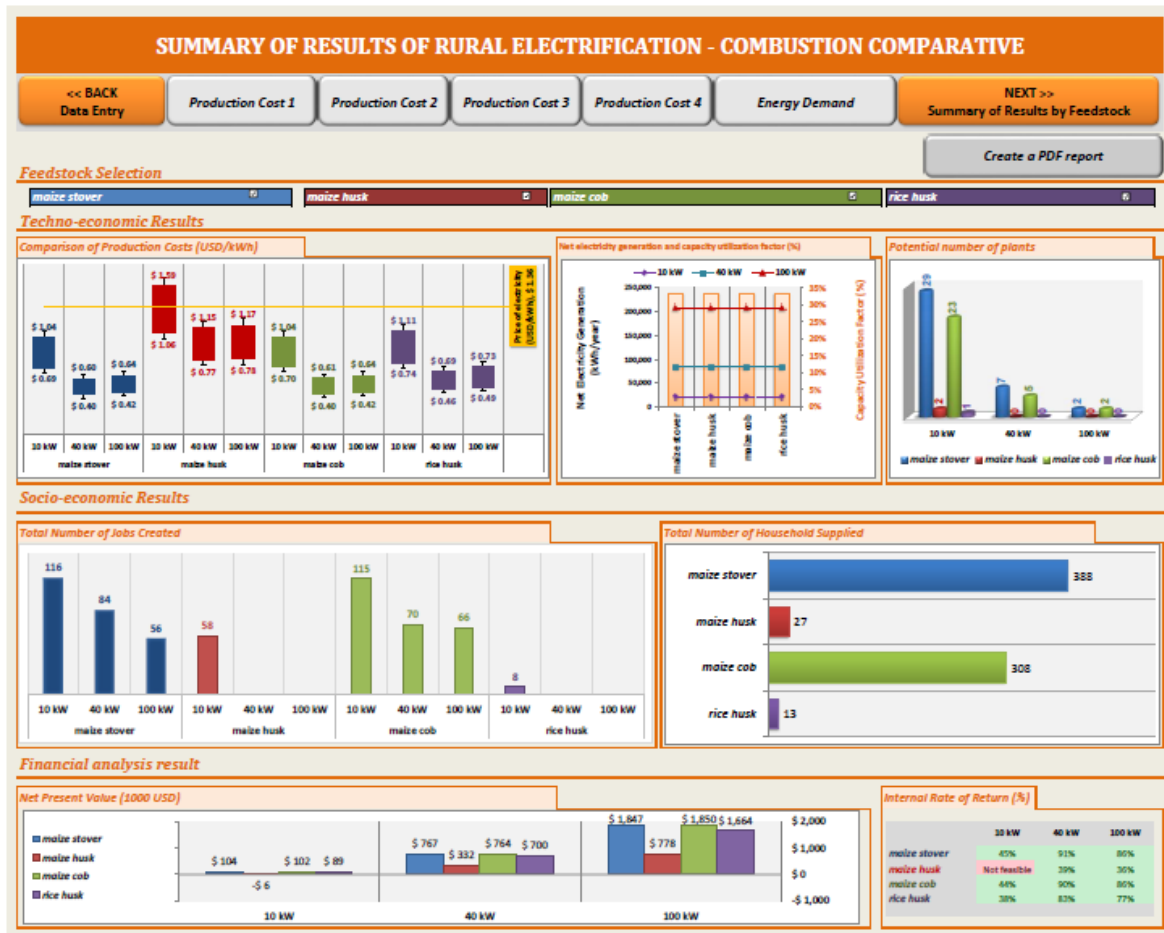 SUMMARY OF RESULTS OF RURAL ELECTRIFICATION - COMBUSTION COMPARATIVE
<< BACK
Data Entry
Production Cost 1
Production Cost 2
Production Cost 3
Production Cost 4
Energy Demand
NEXT >>
Summary of Results by Feedstock
Create a PDF report
Feedstock Selection
maize stover
maize husk
maize cob
rice husk
Techno-economic Results
Comparison of Production Costs (USD/kWh)
$ 1.04
$ 0.69
$ 0.60
$ 0.40
$ 0.64
$ 0.42
$ 1.59
$ 1.06
$ 1.15
$ 0.77
$ 1.17
$ 0.78
$ 1.04
$ 0.70
$ 0.61
$ 0.40
$ 0.64
$ 0.42
$ 1.11
$ 0.74
$ 0.69
$ 0.46
$ 0.73
$ 0.49
Price of electricity
(USD/kWh), $ 1.36
10 kW 40 kW 100 kW 10 kW 40 kW 100 kW 10 kW 40 kW 100 kW 10 kW 40 kW 100 kW
maize stover maize husk maize cob rice husk
Net electricity generation and capacity utilization factor (%)
10 kW 40 kW 100 kW
Net Electricity Generation
(kWh/year)
250,000
200,000
150,000
100,000
50,000
0
35%
30%
25%
20%
15%
10%
5%
0%
Capacity Utilization Factor (%)
maize stover
maize husk
maize cob
rice husk
Potential number of plants
29
2
23
1
7
0
0
2
0
2
0
10 kW 40 kW 100 kW
maize stover maize husk maize cob rice husk
Socio-economic Results
Total Number of Jobs Created
116
84
56
58
115
70
66
8
10 kW 40 kW 100 kW 10 kW 40 kW 100 kW 10 kW 40 kW 100 kW 10 kW 40 kW 100 kW
maize stover maize husk maize cob rice husk
Total Number of Household Supplied
maize stover 388
maize husk 27
maize cob 308
rice husk 13
Financial analysis result
Net Present Value (1000 USD)
maize stover
maize husk
maize cob
rice husk
$ 104
-$ 6
$ 102
$ 89
$ 767
$ 332
$ 764
$ 700
$ 1,847
$ 778
$ 1,850
$ 1,664
$ 2,000
$ 1,000
$ 0
-$ 1,000
10 kW 40 kW 100 kW
Internal Rate of Return (%)
10 kW 40 kW 100 kW
maize stover 45% 91% 86%
maize husk Not feasible 39% 36%
maize cob 44% 90% 86%
rice husk 38% 83% 77%